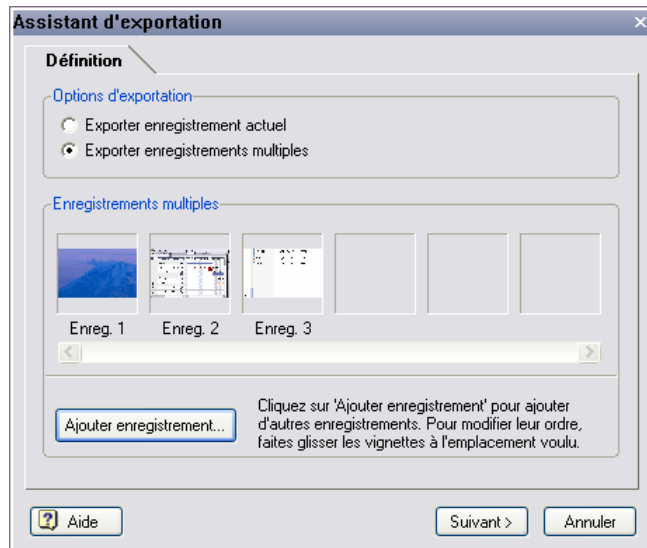 Assistant d'exportation
Définition
Options d'exportation
Exporter enregistrement actuel
Exporter enregistrements multiples
Enregistrements multiples
Enreg. 1 Enreg. 2 Enreg. 3
Ajouter enregistrement...
Cliquez sur 'Ajouter enregistrement' pour ajouter
d'autres enregistrements. Pour modifier leur ordre,
faites glisser les vignettes à l'emplacement voulu.
Aide Suivant > Annuler